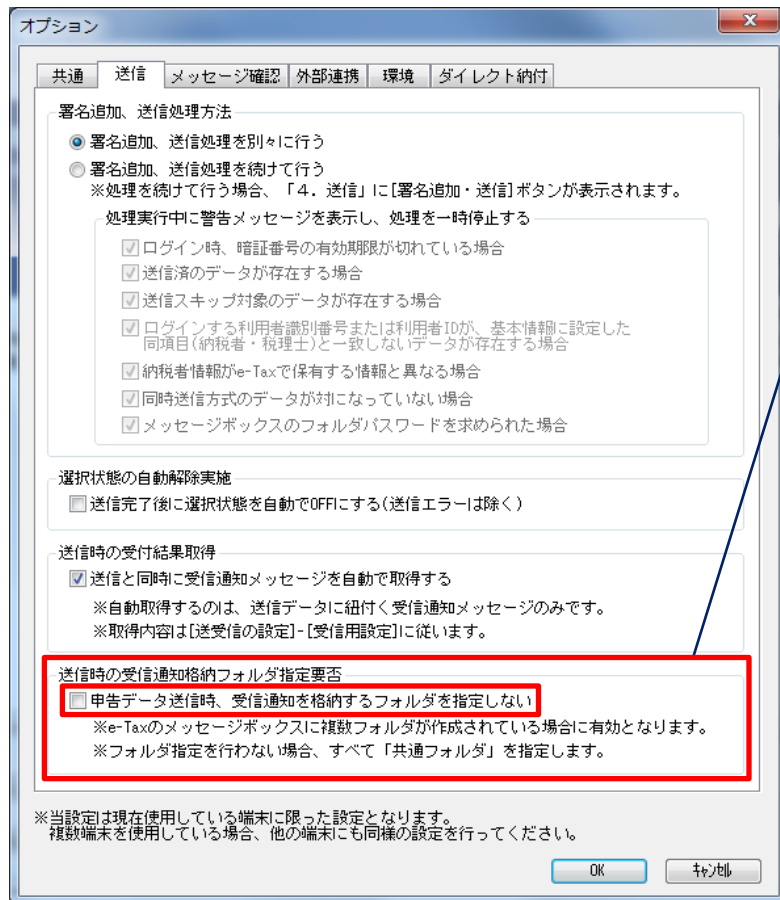 オプション
共通 送信 メッセージ確認 外部連携 環境 ダイレクト納付
署名追加、送信処理方法
署名追加、送信処理を別々に行う
署名追加、送信処理を続けて行う
※処理を続けて行う場合、「4．送信」に[署名追加・送信]ボタンが表示されます。
処理実行中に警告メッセージを表示し、処理を一時停止する
ログイン時、暗証番号の有効期限が切れている場合
送信済のデータが存在する場合
送信スキップ対象のデータが存在する場合
ログインする利用者識別番号または利用者IDが、基本情報に設定した
同項目(納税者・税理士)と一致しないデータが存在する場合
納税者情報がe-Taxで保有する情報と異なる場合
同時送信方式のデータが対になっていない場合
メッセージボックスのフォルダパスワードを求められた場合
選択状態の自動解除実施
送信完了後に選択状態を自動でOFFにする(送信エラーは除く)
送信時の受付結果取得
送信と同時に受信通知メッセージを自動で取得する
※自動取得するのは、送信データに紐付く受信通知メッセージのみです。
※取得内容は[送受信の設定]-[受信用設定]に従います。
送信時の受信通知格納フォルダ指定要否
申告データ送信時、受信通知を格納するフォルダを指定しない
※e-Taxのメッセージボックスに複数フォルダが作成されている場合に有効となります。
※フォルダ指定を行わない場合、すべて「共通フォルダ」を指定します。
※当設定は現在使用している端末に限った設定となります。
複数端末を使用している場合、他の端末にも同様の設定を行ってください。
OK ｷｬﾝｾﾙ